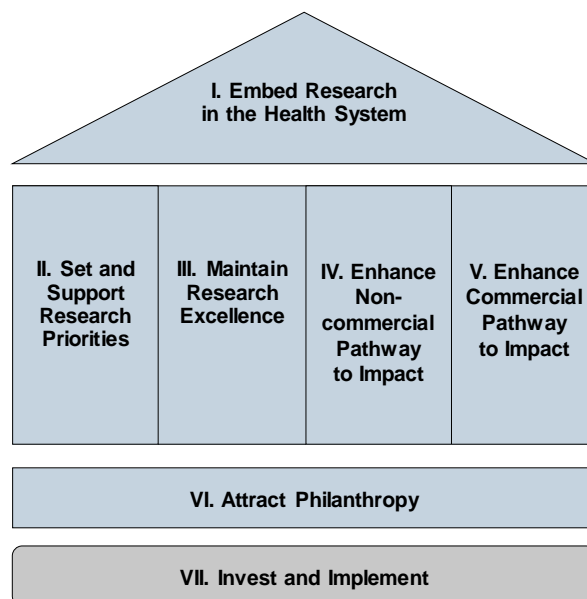 I. Embed Research
in the Health System
II. Set and
Support
Research
Priorities
III. Maintain
Research
Excellence
IV. Enhance
Non-
commercial
Pathway
to Impact
V. Enhance
Commercial
Pathway
to Impact
VI. Attract Philanthropy
VII. Invest and Implement